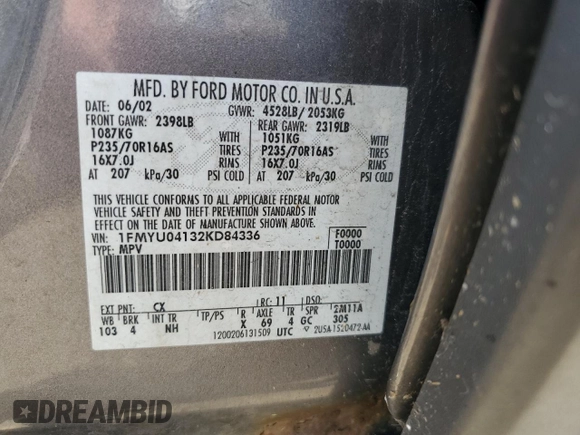 MFD. BY FORD MOTOR CO. IN U.S.A.
DATE: 06/02 GVWR: 4528LB/ 2053KG
FRONT GAWR: 2398LB REAR GAWR: 2319LB
1087KG WITH 1051KG WITH
P235/70R16AS TIRES P235/70R16AS TIRES
16X7.0J RIMS 16X7.0J RIMS
AT 207 kPa/30 PSI COLD AT 207 kPa/30 PSI COLD
THIS VEHICLE CONFORMS TO ALL APPLICABLE FEDERAL MOTOR
VEHICLE SAFETY AND THEFT PREVENTION STANDARDS IN
EFFECT ON THE DATE OF MANUFACTURE SHOWN ABOVE.
VIN: 1FMYU04132KD84336 F0000
TYPE: MPV T0000
EXT PNT: CX RC: 11 DSO:
WB BRK INT TR TP/PS R AXLE TR SPR 2M11A
103 4 NH X 69 4 GC 305
1200206131509 UTC
DREAMBID